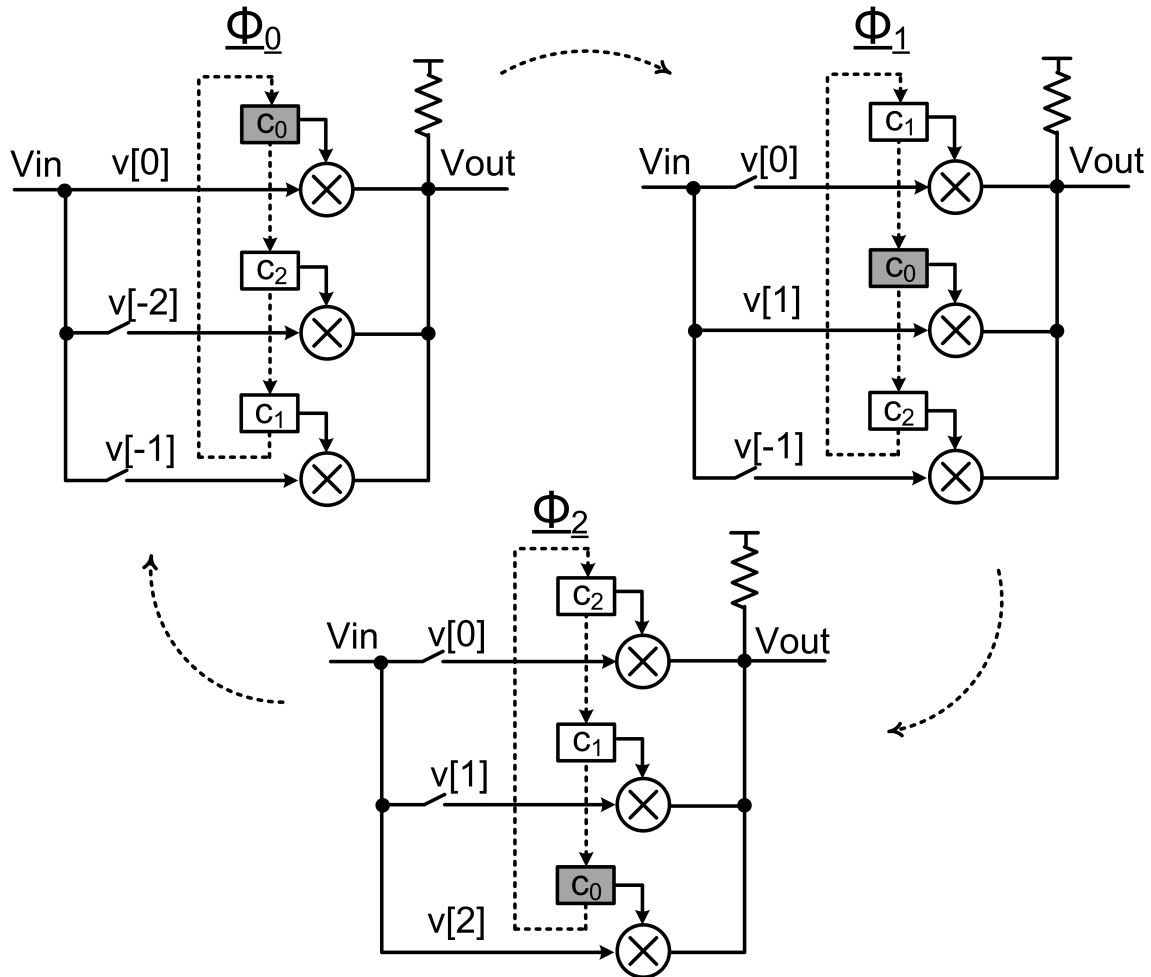 Φ0
c0
Vin
v[0]
Vout
c2
v[-2]
c1
v[-1]
Φ1
c1
Vin
v[0]
Vout
c0
v[1]
c2
v[-1]
Φ2
c2
Vin
v[0]
Vout
c1
v[1]
c0
v[2]